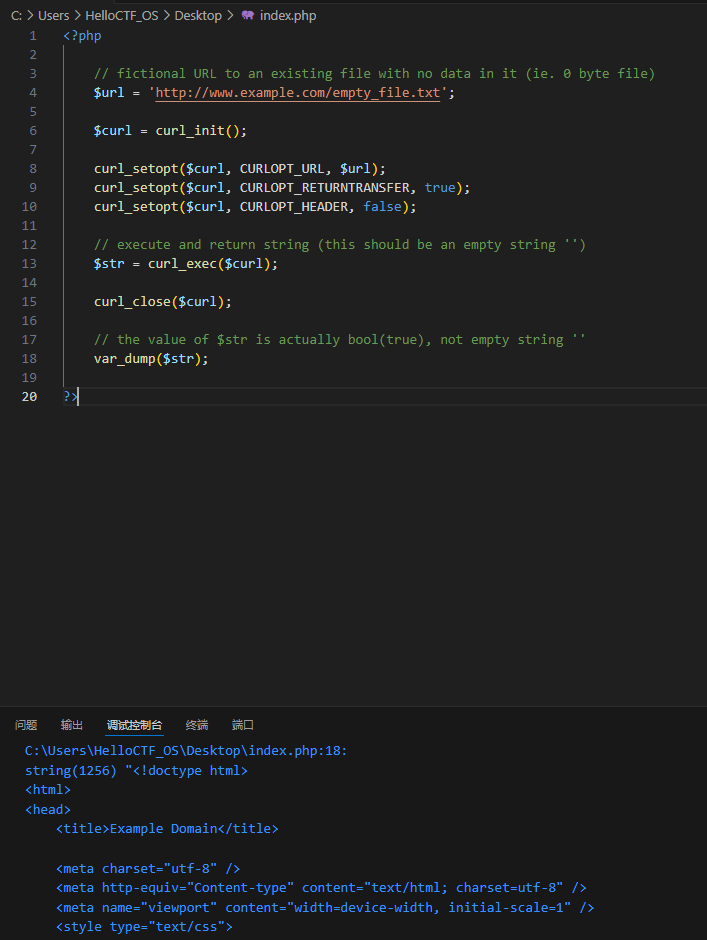 C: > Users > HelloCTF_OS > Desktop > index.php
1 <?php
2
3 // fictional URL to an existing file with no data in it (ie. 0 byte file)
4 $url = 'http://www.example.com/empty_file.txt';
5
6 $curl = curl_init();
7
8 curl_setopt($curl, CURLOPT_URL, $url);
9 curl_setopt($curl, CURLOPT_RETURNTRANSFER, true);
10 curl_setopt($curl, CURLOPT_HEADER, false);
11
12 // execute and return string (this should be an empty string '')
13 $str = curl_exec($curl);
14
15 curl_close($curl);
16
17 // the value of $str is actually bool(true), not empty string ''
18 var_dump($str);
19
20 ?>
问题 输出 调试控制台 终端 端口
C:\Users\HelloCTF_OS\Desktop\index.php:18:
string(1256) "<!doctype html>
<html>
<head>
<title>Example Domain</title>
<meta charset="utf-8" />
<meta http-equiv="Content-type" content="text/html; charset=utf-8" />
<meta name="viewport" content="width=device-width, initial-scale=1" />
<style type="text/css">